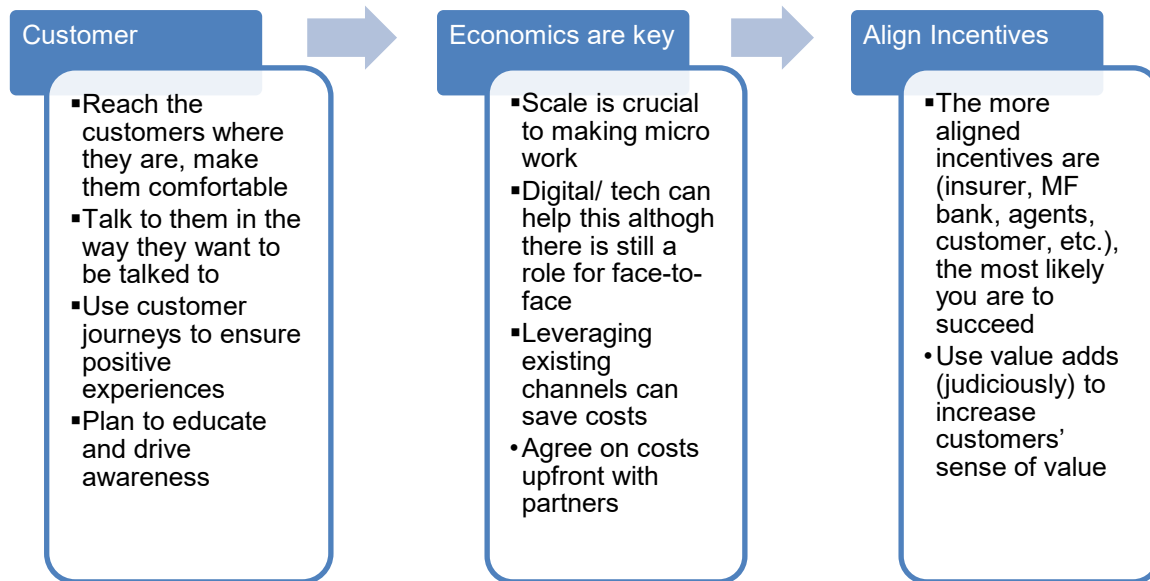 Customer
▪Reach the
customers where
they are, make
them comfortable
▪Talk to them in the
way they want to
be talked to
▪Use customer
journeys to ensure
positive
experiences
▪Plan to educate
and drive
awareness
Economics are key
▪Scale is crucial
to making micro
work
▪Digital/ tech can
help this althogh
there is still a
role for face-to-
face
▪Leveraging
existing
channels can
save costs
•Agree on costs
upfront with
partners
Align Incentives
▪The more
aligned
incentives are
(insurer, MF
bank, agents,
customer, etc.),
the most likely
you are to
succeed
•Use value adds
(judiciously) to
increase
customers’
sense of value